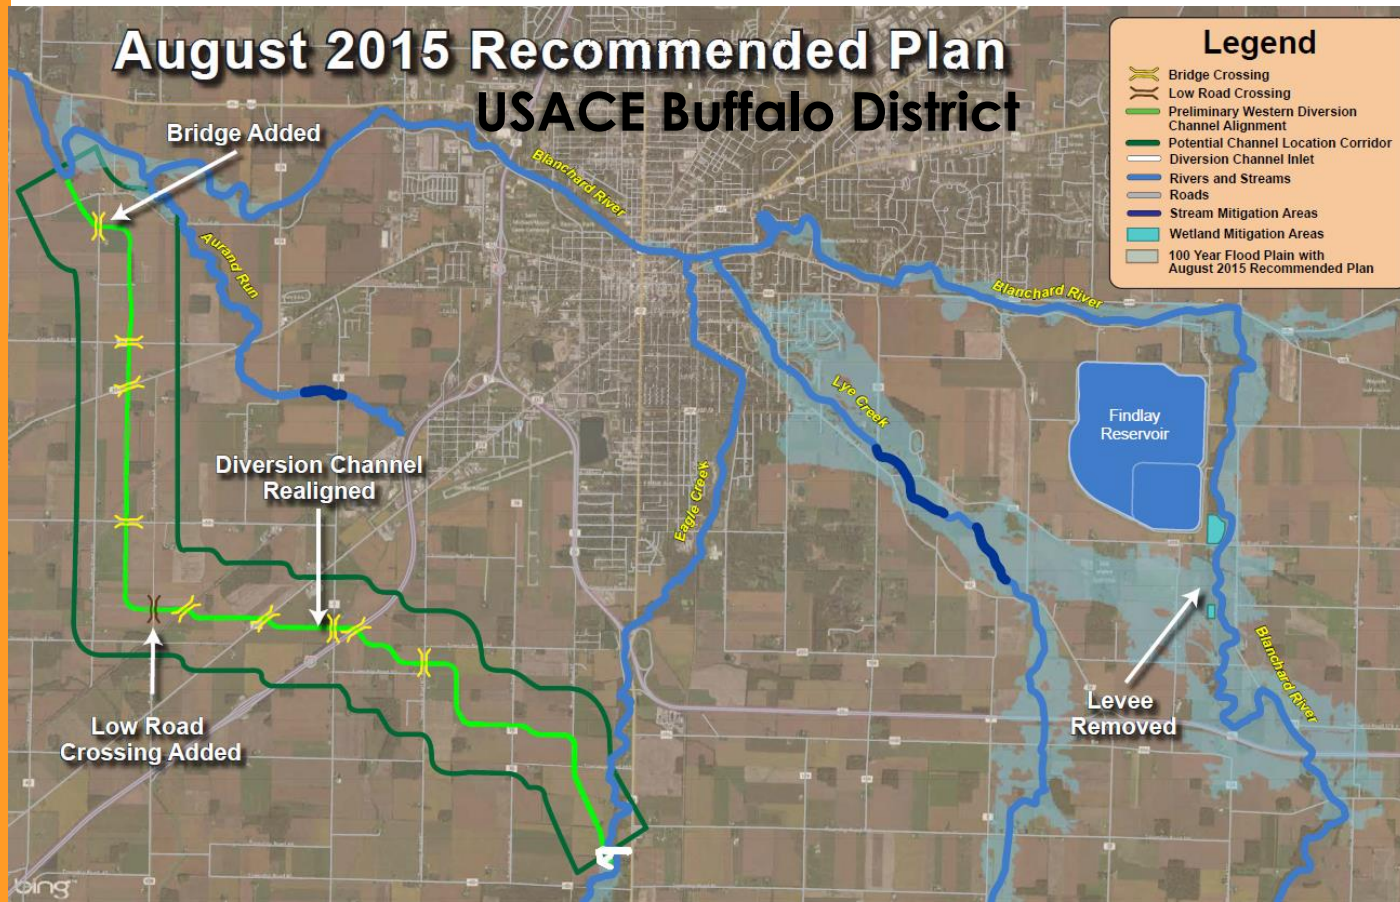 August 2015 Recommended Plan
USACE Buffalo District
Legend
Bridge Crossing
Low Road Crossing
Preliminary Western Diversion
Channel Alignment
Potential Channel Location Corridor
Diversion Channel Inlet
Rivers and Streams
Roads
Stream Mitigation Areas
Wetland Mitigation Areas
100 Year Flood Plain with
August 2015 Recommended Plan
Bridge Added
Blanchard River
Aurand Run
Blanchard River
Lye Creek
Findlay
Reservoir
Diversion Channel
Realigned
Eagle Creek
Blanchard River
Levee
Removed
Low Road
Crossing Added
bing